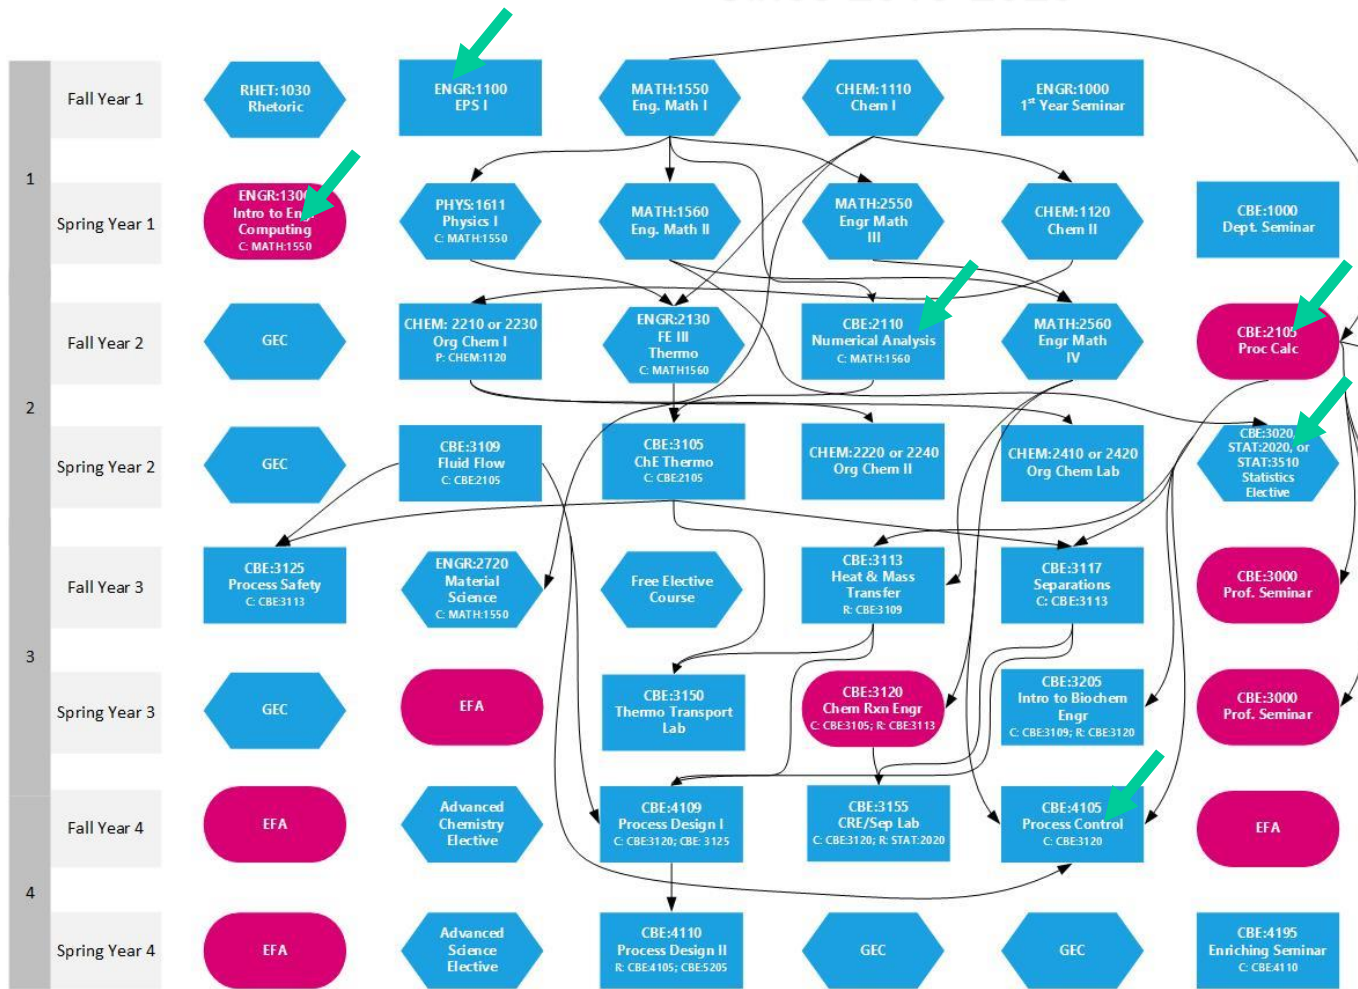 Fall Year 1
RHET:1030
Rhetoric
ENGR:1100
EPS I
MATH:1550
Eng. Math I
CHEM:1110
Chem I
ENGR:1000
1st Year Seminar
1
Spring Year 1
ENGR:1300
Intro to Engr
Computing
C: MATH:1550
PHYS:1611
Physics I
C: MATH:1550
MATH:1560
Eng. Math II
MATH:2550
Engr Math
III
CHEM:1120
Chem II
CBE:1000
Dept. Seminar
Fall Year 2
GEC
CHEM: 2210 or 2230
Org Chem I
P: CHEM:1120
ENGR:2130
FE III
Thermo
C: MATH1560
CBE:2110
Numerical Analysis
C: MATH:1560
MATH:2560
Engr Math
IV
CBE:2105
Proc Calc
2
Spring Year 2
GEC
CBE:3109
Fluid Flow
C: CBE:2105
CBE:3105
ChE Thermo
C: CBE:2105
CHEM:2220 or 2240
Org Chem II
CHEM:2410 or 2420
Org Chem Lab
CBE:3020,
STAT:2020, or
STAT:3510
Statistics
Elective
Fall Year 3
CBE:3125
Process Safety
C: CBE:3113
ENGR:2720
Material
Science
C: MATH:1550
Free Elective
Course
CBE:3113
Heat & Mass
Transfer
R: CBE:3109
CBE:3117
Separations
C: CBE:3113
CBE:3000
Prof. Seminar
3
Spring Year 3
GEC
EFA
CBE:3150
Thermo Transport
Lab
CBE:3120
Chem Rxn Engr
C: CBE:3105; R: CBE:3113
CBE:3205
Intro to Biochem
Engr
C: CBE:3109; R: CBE:3120
CBE:3000
Prof. Seminar
Fall Year 4
EFA
Advanced
Chemistry
Elective
CBE:4109
Process Design I
C: CBE:3120; CBE: 3125
CBE:3155
CRE/Sep Lab
C: CBE:3120; R: STAT:2020
CBE:4105
Process Control
C: CBE:3120
EFA
4
Spring Year 4
EFA
Advanced
Science
Elective
CBE:4110
Process Design II
R: CBE:4105; CBE:5205
GEC
GEC
CBE:4195
Enriching Seminar
C: CBE:4110